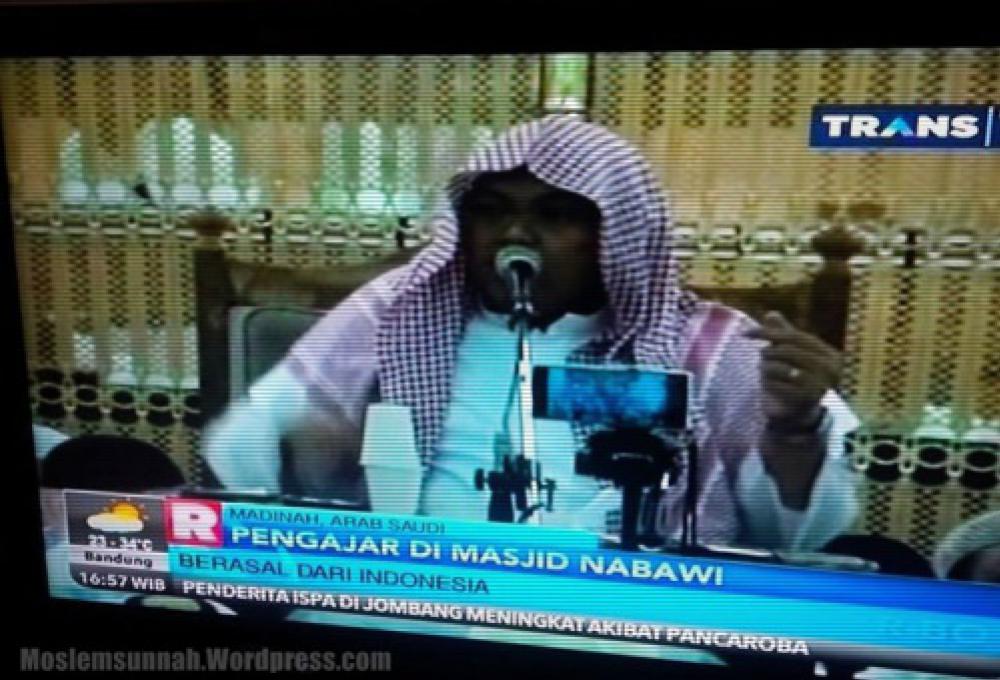 TRANS
MADINAH, ARAB SAUDI
R PENGAJAR DI MASJID NABAWI
23 - 34°C
Bandung
BERASAL DARI INDONESIA
16:57 WIB PENDERITA ISPA DI JOMBANG MENINGKAT AKIBAT PANCAROBA
Moslemsunnah.Wordpress.com